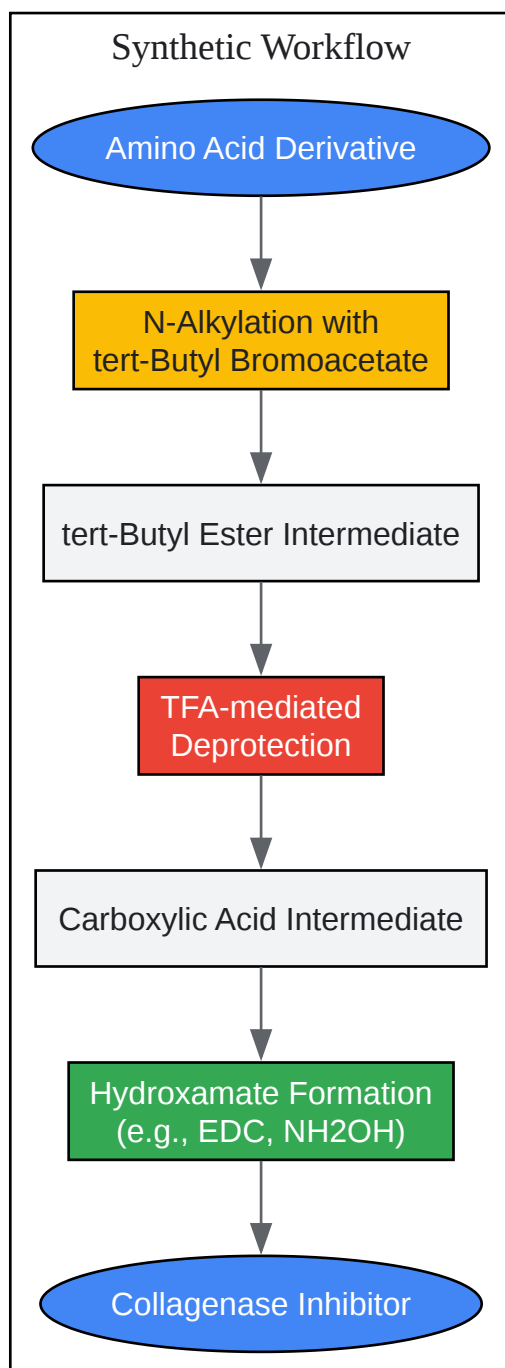 Synthetic Workflow
Amino Acid Derivative
N-Alkylation with
tert-Butyl Bromoacetate
tert-Butyl Ester Intermediate
TFA-mediated
Deprotection
Carboxylic Acid Intermediate
Hydroxamate Formation
(e.g., EDC, NH2OH)
Collagenase Inhibitor